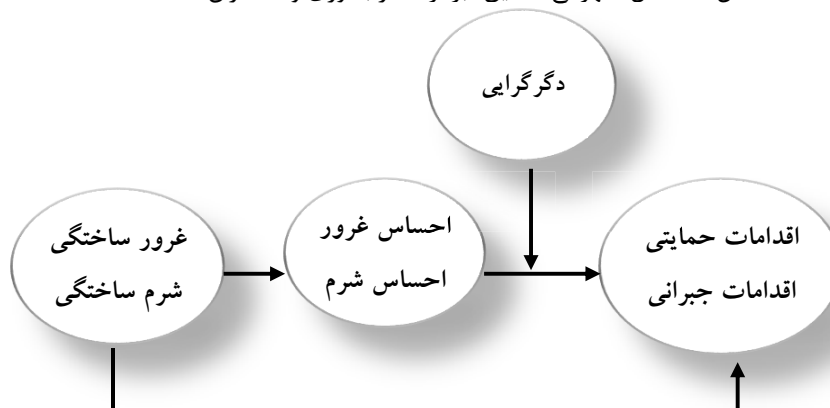 دگرگرایی
غرور ساختگی
شرم ساختگی
احساس غرور
احساس شرم
اقدامات حمایتی
اقدامات جبرانی